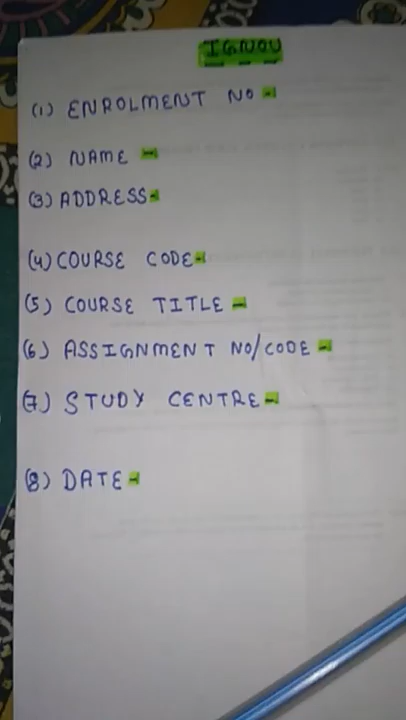 IGNOU
(1) ENROLMENT NO -
(2) NAME -
(3) ADDRESS -
(4) COURSE CODE -
(5) COURSE TITLE -
(6) ASSIGNMENT NO/CODE -
(7) STUDY CENTRE -
(8) DATE -